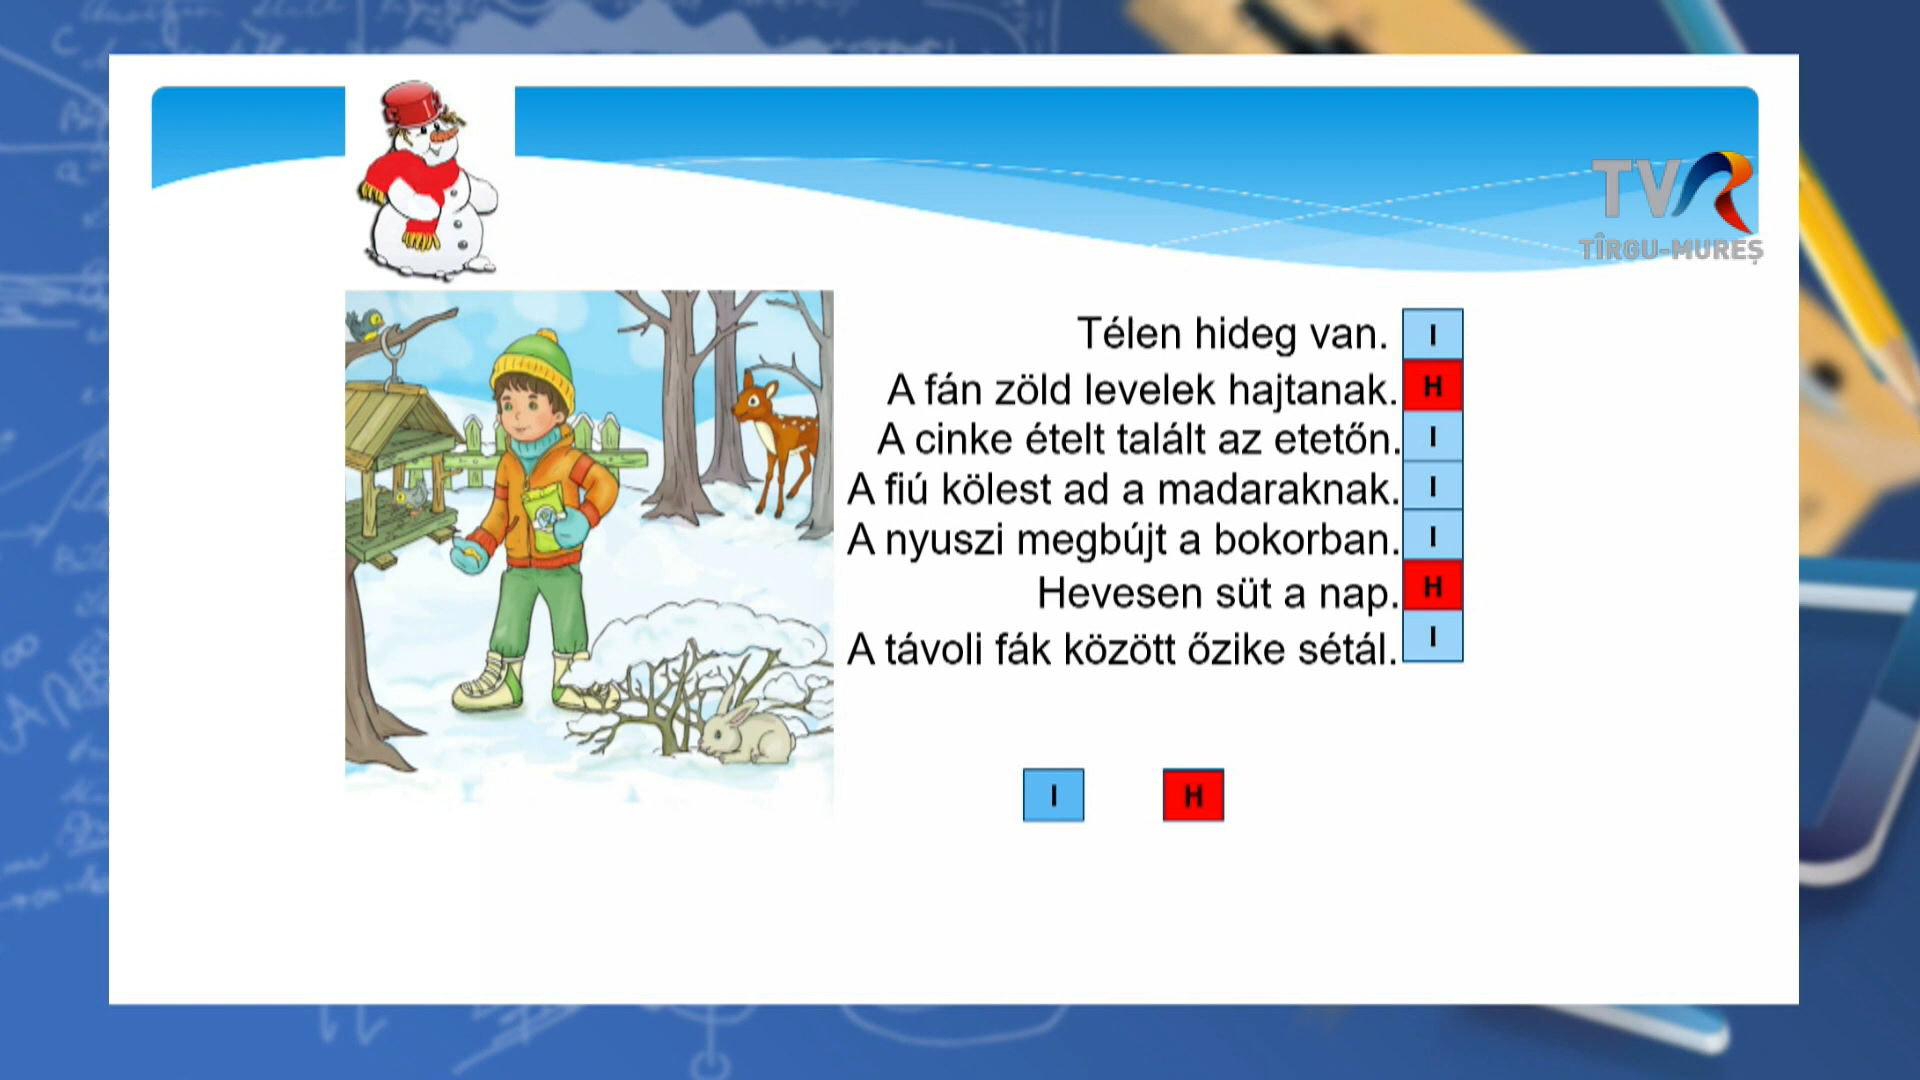 TVR
TÎRGU-MUREȘ
Télen hideg van. I
A fán zöld levelek hajtanak. H
A cinke ételt talált az etetőn. I
A fiú kölest ad a madaraknak. I
A nyuszi megbújt a bokorban. I
Hevesen süt a nap. H
A távoli fák között őzike sétál. I
I H